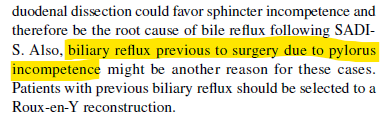 duodenal dissection could favor sphincter incompetence and
therefore be the root cause of bile reflux following SADI-
S. Also, biliary reflux previous to surgery due to pylorus
incompetence might be another reason for these cases.
Patients with previous biliary reflux should be selected to a
Roux-en-Y reconstruction.